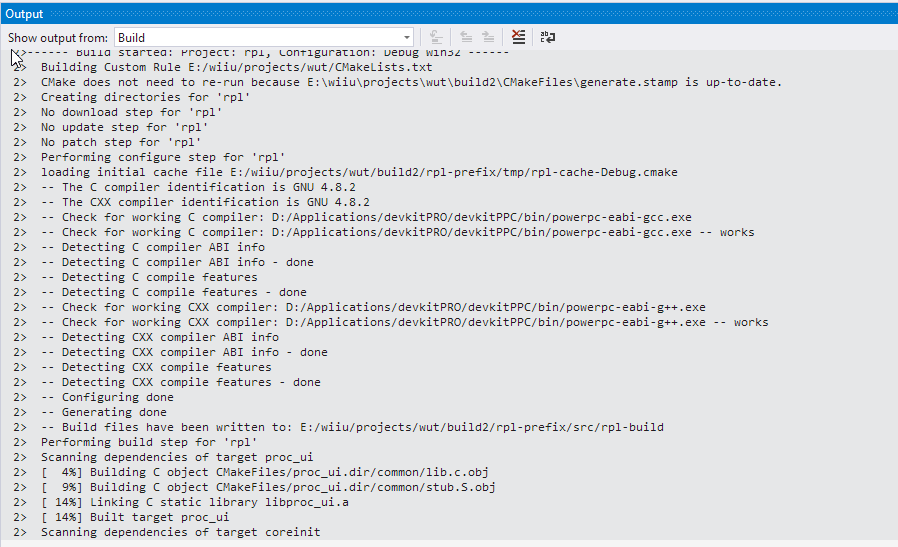 Output
Show output from: Build
2>------ Build started: Project: rpl, Configuration: Debug Win32 ------
2> Building Custom Rule E:/wiiu/projects/wut/CMakeLists.txt
2> CMake does not need to re-run because E:\wiiu\projects\wut\build2\CMakeFiles\generate.stamp is up-to-date.
2> Creating directories for 'rpl'
2> No download step for 'rpl'
2> No update step for 'rpl'
2> No patch step for 'rpl'
2> Performing configure step for 'rpl'
2> loading initial cache file E:/wiiu/projects/wut/build2/rpl-prefix/tmp/rpl-cache-Debug.cmake
2> -- The C compiler identification is GNU 4.8.2
2> -- The CXX compiler identification is GNU 4.8.2
2> -- Check for working C compiler: D:/Applications/devkitPRO/devkitPPC/bin/powerpc-eabi-gcc.exe
2> -- Check for working C compiler: D:/Applications/devkitPRO/devkitPPC/bin/powerpc-eabi-gcc.exe -- works
2> -- Detecting C compiler ABI info
2> -- Detecting C compiler ABI info - done
2> -- Detecting C compile features
2> -- Detecting C compile features - done
2> -- Check for working CXX compiler: D:/Applications/devkitPRO/devkitPPC/bin/powerpc-eabi-g++.exe
2> -- Check for working CXX compiler: D:/Applications/devkitPRO/devkitPPC/bin/powerpc-eabi-g++.exe -- works
2> -- Detecting CXX compiler ABI info
2> -- Detecting CXX compiler ABI info - done
2> -- Detecting CXX compile features
2> -- Detecting CXX compile features - done
2> -- Configuring done
2> -- Generating done
2> -- Build files have been written to: E:/wiiu/projects/wut/build2/rpl-prefix/src/rpl-build
2> Performing build step for 'rpl'
2> Scanning dependencies of target proc_ui
2> [  4%] Building C object CMakeFiles/proc_ui.dir/common/lib.c.obj
2> [  9%] Building C object CMakeFiles/proc_ui.dir/common/stub.S.obj
2> [ 14%] Linking C static library libproc_ui.a
2> [ 14%] Built target proc_ui
2> Scanning dependencies of target coreinit